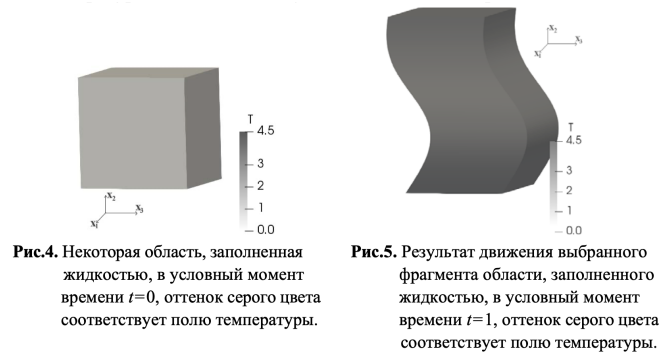 T
4.5
3
2
1
0.0
x₂
x₁
x₃
x₂
x₁
x₃
T
4.5
3
2
1
0.0
Рис.4. Некоторая область, заполненная
жидкостью, в условный момент
времени t=0, оттенок серого цвета
соответствует полю температуры.
Рис.5. Результат движения выбранного
фрагмента области, заполненного
жидкостью, в условный момент
времени t=1, оттенок серого цвета
соответствует полю температуры.